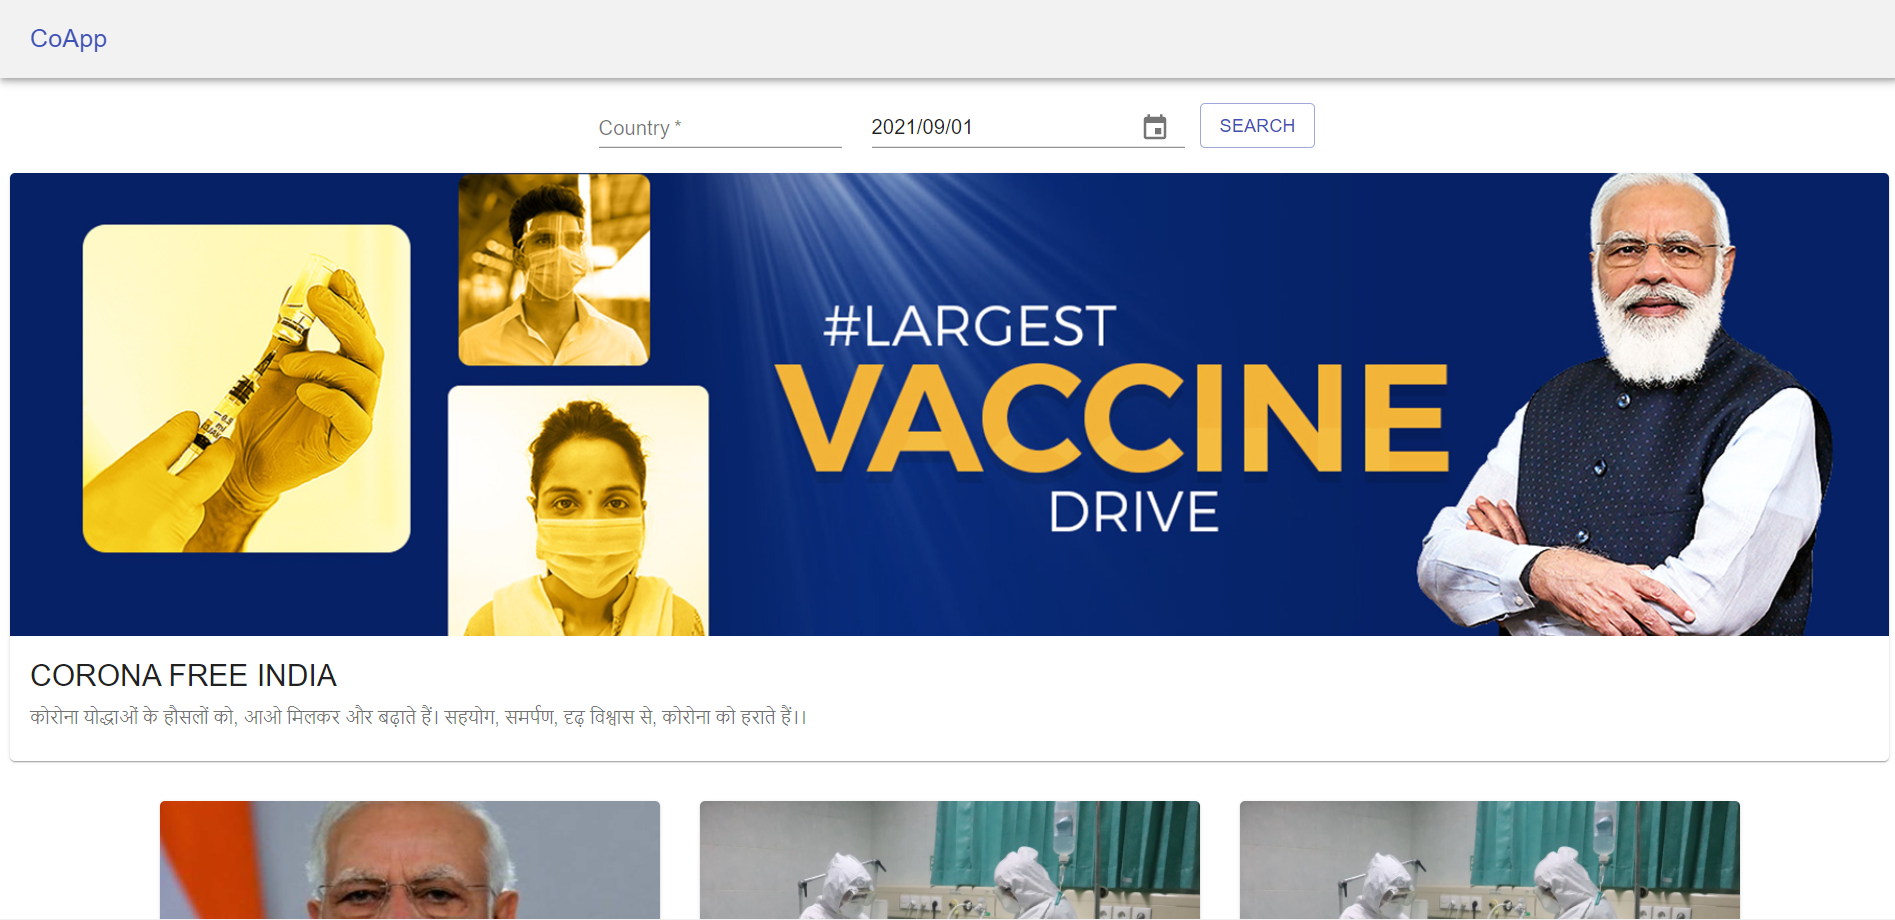 CoApp
Country *
2021/09/01
SEARCH
#LARGEST
VACCINE
DRIVE
CORONA FREE INDIA
कोरोना योद्धाओं के हौसलों को, आओ मिलकर और बढ़ाते हैं। सहयोग, समर्पण, दृढ़ विश्वास से, कोरोना को हराते हैं।।